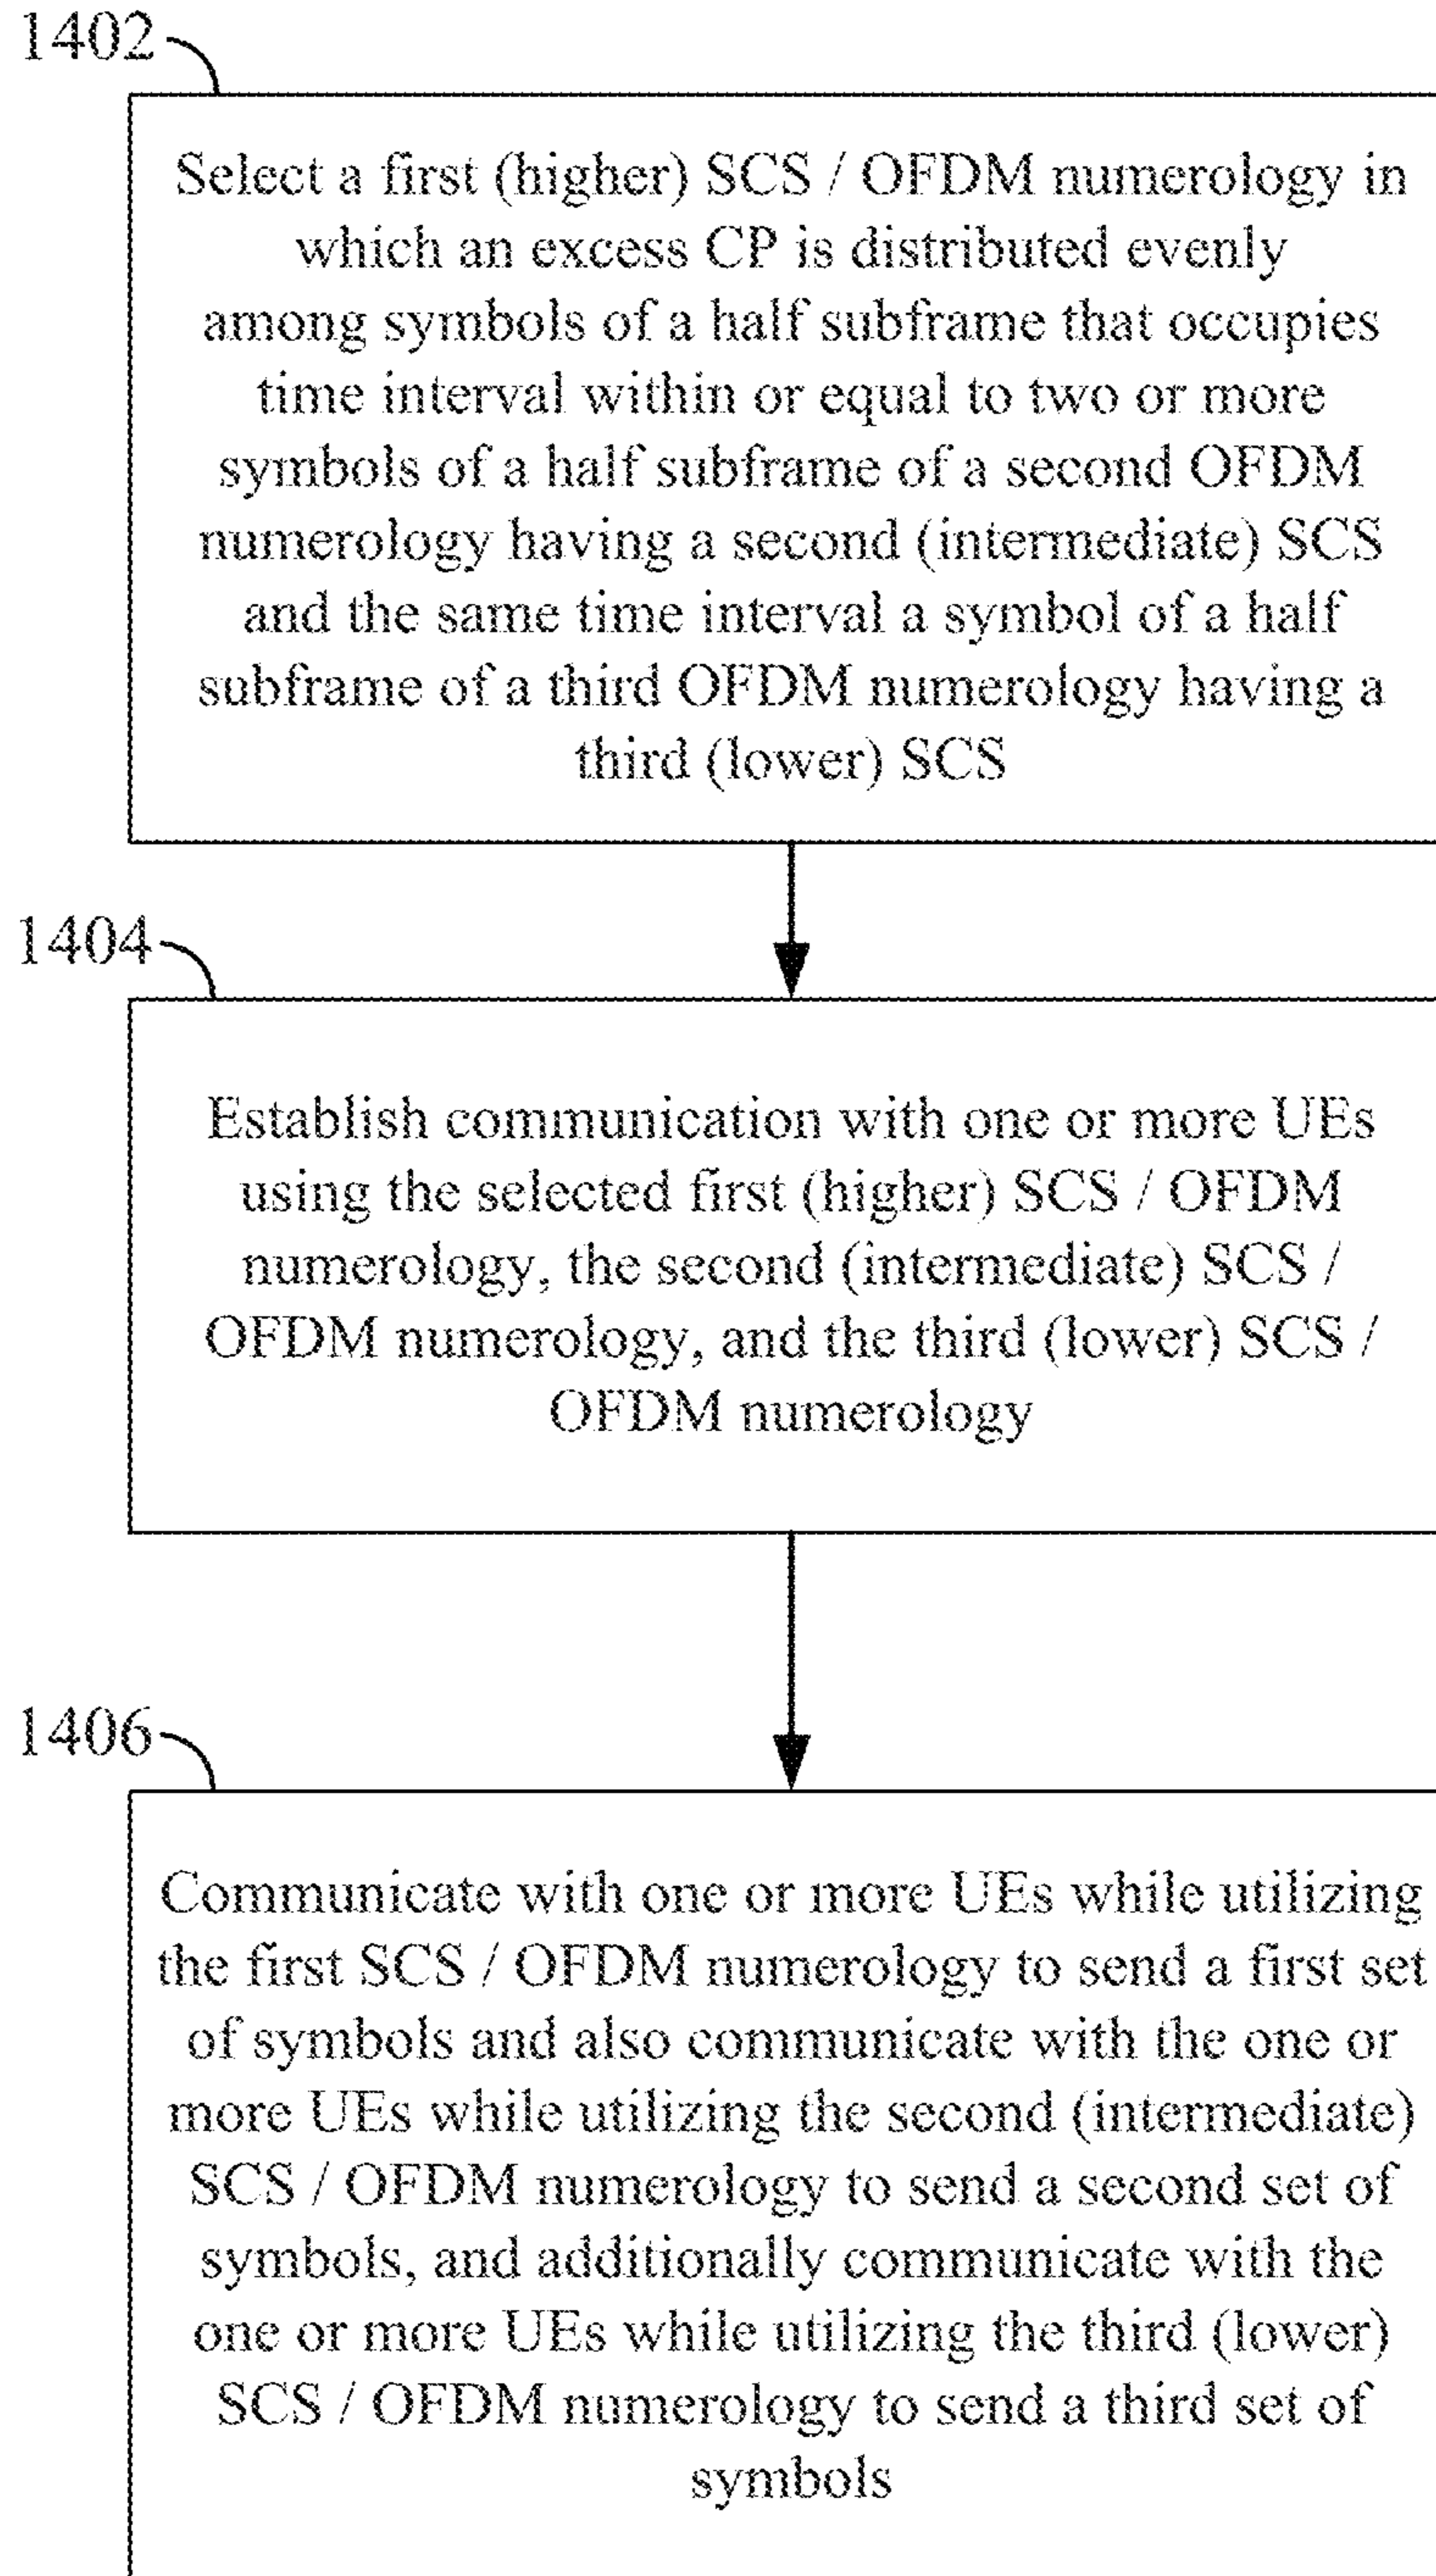 1402
Select a first (higher) SCS / OFDM numerology in
which an excess CP is distributed evenly
among symbols of a half subframe that occupies
time interval within or equal to two or more
symbols of a half subframe of a second OFDM
numerology having a second (intermediate) SCS
and the same time interval a symbol of a half
subframe of a third OFDM numerology having a
third (lower) SCS
1404
Establish communication with one or more UEs
using the selected first (higher) SCS / OFDM
numerology, the second (intermediate) SCS /
OFDM numerology, and the third (lower) SCS /
OFDM numerology
1406
Communicate with one or more UEs while utilizing
the first SCS / OFDM numerology to send a first set
of symbols and also communicate with the one or
more UEs while utilizing the second (intermediate)
SCS / OFDM numerology to send a second set of
symbols, and additionally communicate with the
one or more UEs while utilizing the third (lower)
SCS / OFDM numerology to send a third set of
symbols